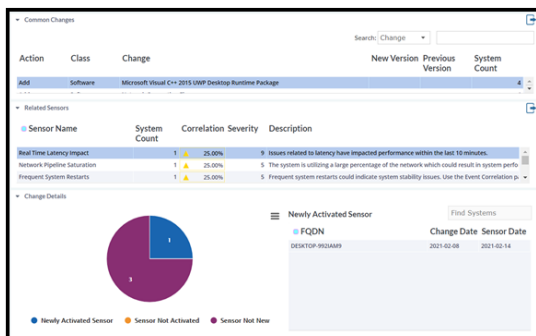 Common Changes
Search: Change
Action Class Change New Version Previous Version System Count
Add Software Microsoft Visual C++ 2015 UWP Desktop Runtime Package 4
Related Sensors
Sensor Name System Count Correlation Severity Description
Real Time Latency Impact 1 25.00% 9 Issues related to latency have impacted performance within the last 10 minutes.
Network Pipeline Saturation 1 25.00% 5 The system is utilizing a large percentage of the network which could result in system perfo
Frequent System Restarts 1 25.00% 5 Frequent system restarts could indicate system stability issues. Use the Event Correlation p
Change Details
1
3
Newly Activated Sensor Sensor Not Activated Sensor Not New
Newly Activated Sensor Find Systems
FQDN Change Date Sensor Date
DESKTOP-992IAM9 2021-02-08 2021-02-14